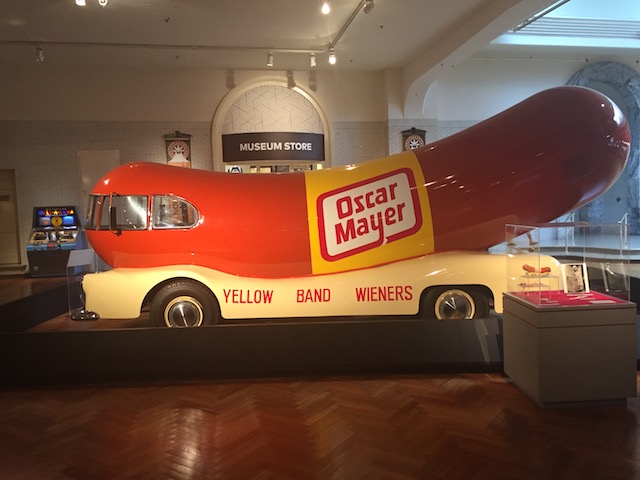 MUSEUM STORE
Oscar
Mayer
YELLOW BAND WIENERS